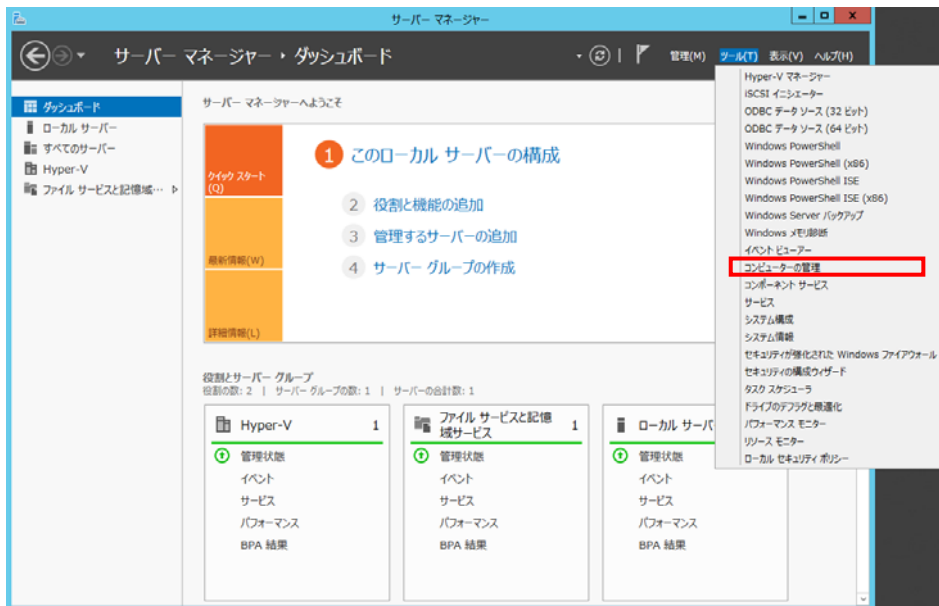 サーバー マネージャー
サーバー マネージャー ・ ダッシュボード
管理(M) ツール(T) 表示(V) ヘルプ(H)
ダッシュボード
ローカル サーバー
すべてのサーバー
Hyper-V
ファイル サービスと記憶域…
サーバー マネージャーへようこそ
クイック スタート
(Q)
最新情報(W)
詳細情報(L)
1 このローカル サーバーの構成
2 役割と機能の追加
3 管理するサーバーの追加
4 サーバー グループの作成
役割とサーバー グループ
役割の数: 2 | サーバー グループの数: 1 | サーバーの合計数: 1
Hyper-V 1
管理状態
イベント
サービス
パフォーマンス
BPA 結果
ファイル サービスと記憶
域サービス 1
管理状態
イベント
サービス
パフォーマンス
BPA 結果
ローカル サーバ
管理状態
イベント
サービス
パフォーマンス
BPA 結果
Hyper-V マネージャー
iSCSI イニシエーター
ODBC データ ソース (32 ビット)
ODBC データ ソース (64 ビット)
Windows PowerShell
Windows PowerShell (x86)
Windows PowerShell ISE
Windows PowerShell ISE (x86)
Windows Server バックアップ
Windows メモリ診断
イベント ビューアー
コンピューターの管理
コンポーネント サービス
サービス
システム構成
システム情報
セキュリティが強化された Windows ファイアウォール
セキュリティの構成ウィザード
タスク スケジューラ
ドライブのデフラグと最適化
パフォーマンス モニター
リソース モニター
ローカル セキュリティ ポリシー